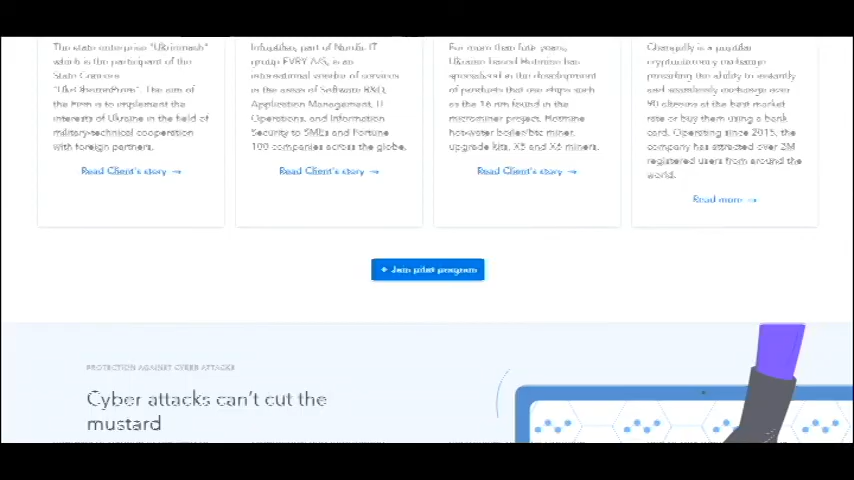 The state enterprise "Ukrinmash"
which is the participant of the
State Concern
"UkrOboronProm". The aim of
the Firm is to implement the
interests of Ukraine in the field of
military-technical cooperation
with foreign partners.
Read Client's story →
Infopulse, part of Nordic IT
group EVRY A/S, is an
international vendor of services
in the areas of Software R&D,
Application Management, IT
Operations, and Information
Security to SMEs and Fortune
100 companies across the globe.
Read Client's story →
For more than four years,
Ukraine based Hotmine has
specialized in the development
of products that use chips such
as the 16 nm found in the
microminer project. Hotmine
hot-water boiler/btc miner,
upgrade kits, X5 and X6 miners.
Read Client's story →
Changelly is a popular
cryptocurrency exchange
providing the ability to instantly
and seamlessly exchange over
90 altcoins at the best market
rate or buy them using a bank
card. Operating since 2015, the
company has attracted over 2M
registered users from around the
world.
Read more →
+ Join pilot program
PROTECTION AGAINST CYBER ATTACKS
Cyber attacks can't cut the
mustard